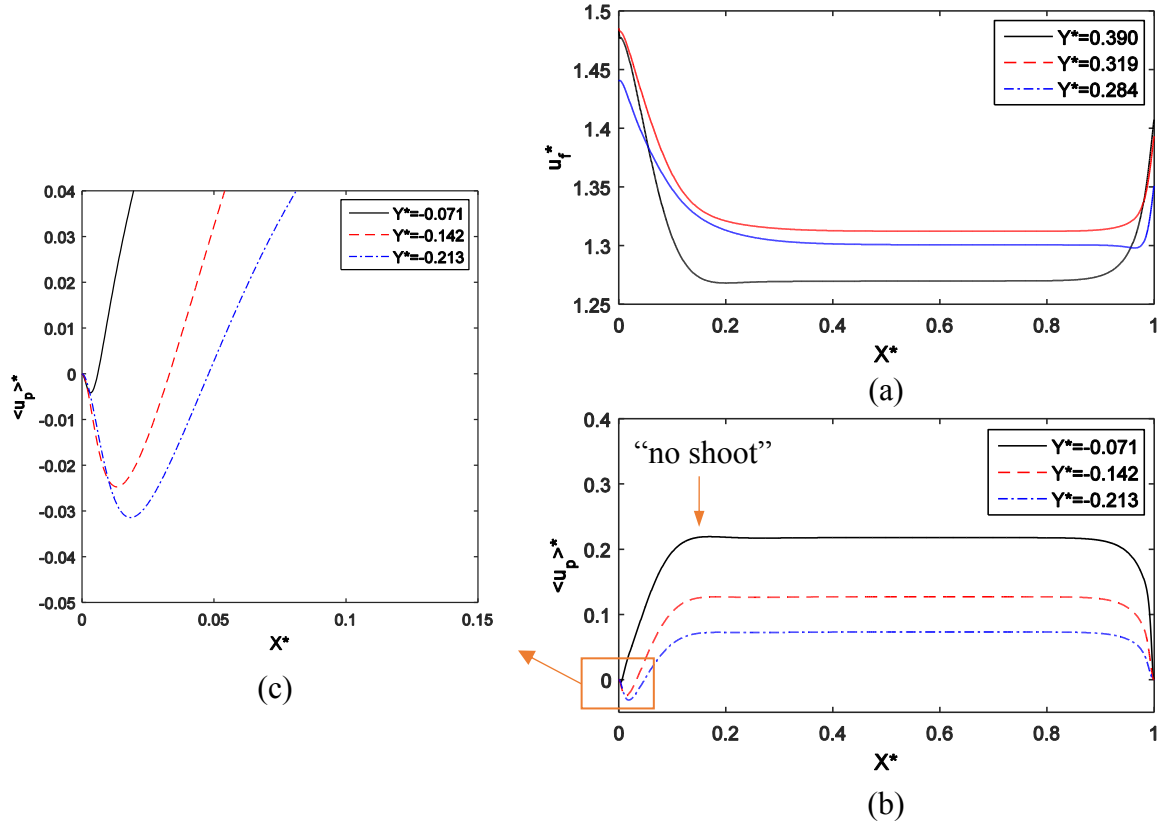 1.5
1.45
1.4
1.35
1.3
1.25
u_f*
0 0.2 0.4 0.6 0.8 1
X*
Y*=0.390
Y*=0.319
Y*=0.284
(a)
0.04
0.03
0.02
0.01
0
-0.01
-0.02
-0.03
-0.04
-0.05
<u_p>*
0 0.05 0.1 0.15
X*
Y*=-0.071
Y*=-0.142
Y*=-0.213
(c)
0.4
0.3
0.2
0.1
0
<u_p>*
0 0.2 0.4 0.6 0.8 1
X*
“no shoot”
Y*=-0.071
Y*=-0.142
Y*=-0.213
(b)